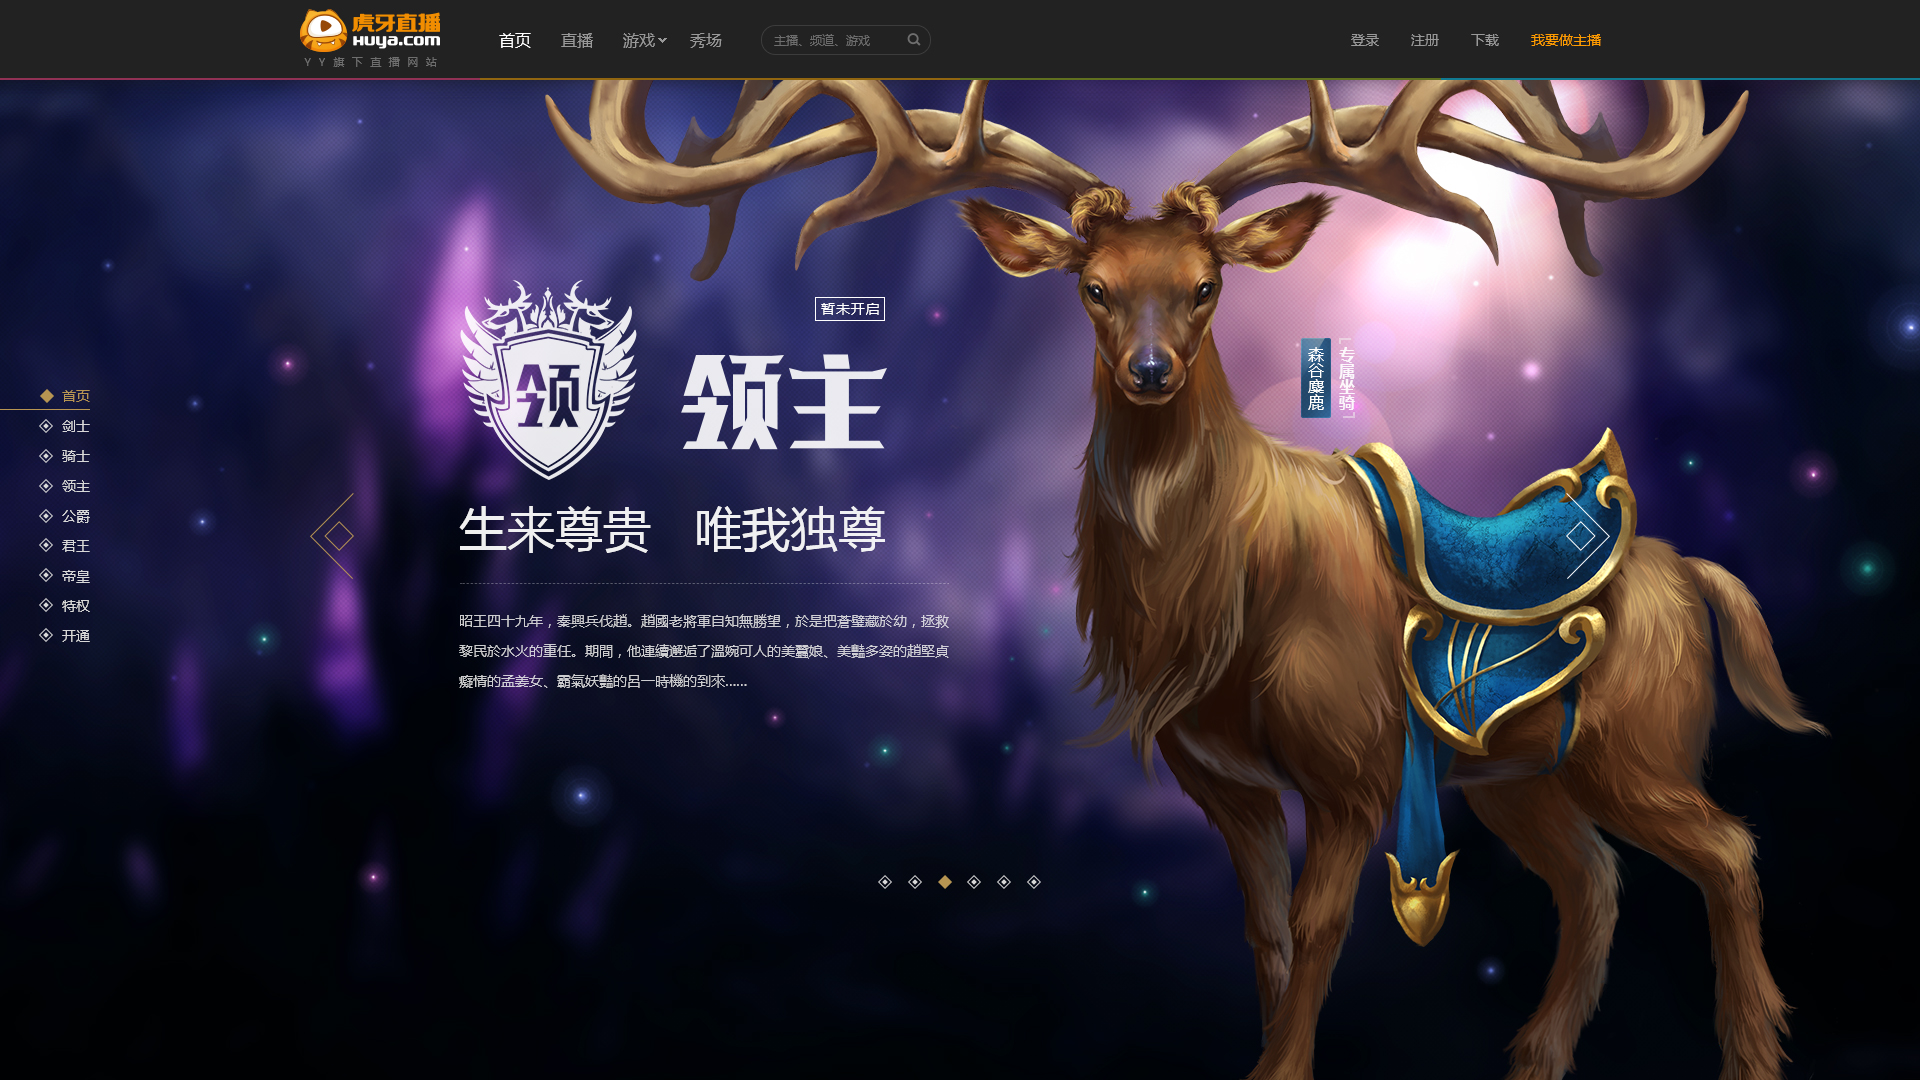 虎牙直播
HUYA.com
YY旗下直播网站
首页 直播 游戏 秀场
主播、频道、游戏
登录 注册 下载 我要做主播
首页
剑士
骑士
领主
公爵
君王
帝皇
特权
开通
领
暂未开启
领主
生来尊贵 唯我独尊
昭王四十九年，秦興兵伐趙。趙國老將軍自知無勝望，於是把蒼璧藏於幼，拯救
黎民於水火的重任。期間，他連續邂逅了溫婉可人的美蠶娘、美豔多姿的趙堅貞
癡情的孟姜女、霸氣妖豔的呂一時機的到來......
专属坐骑
森谷麋鹿